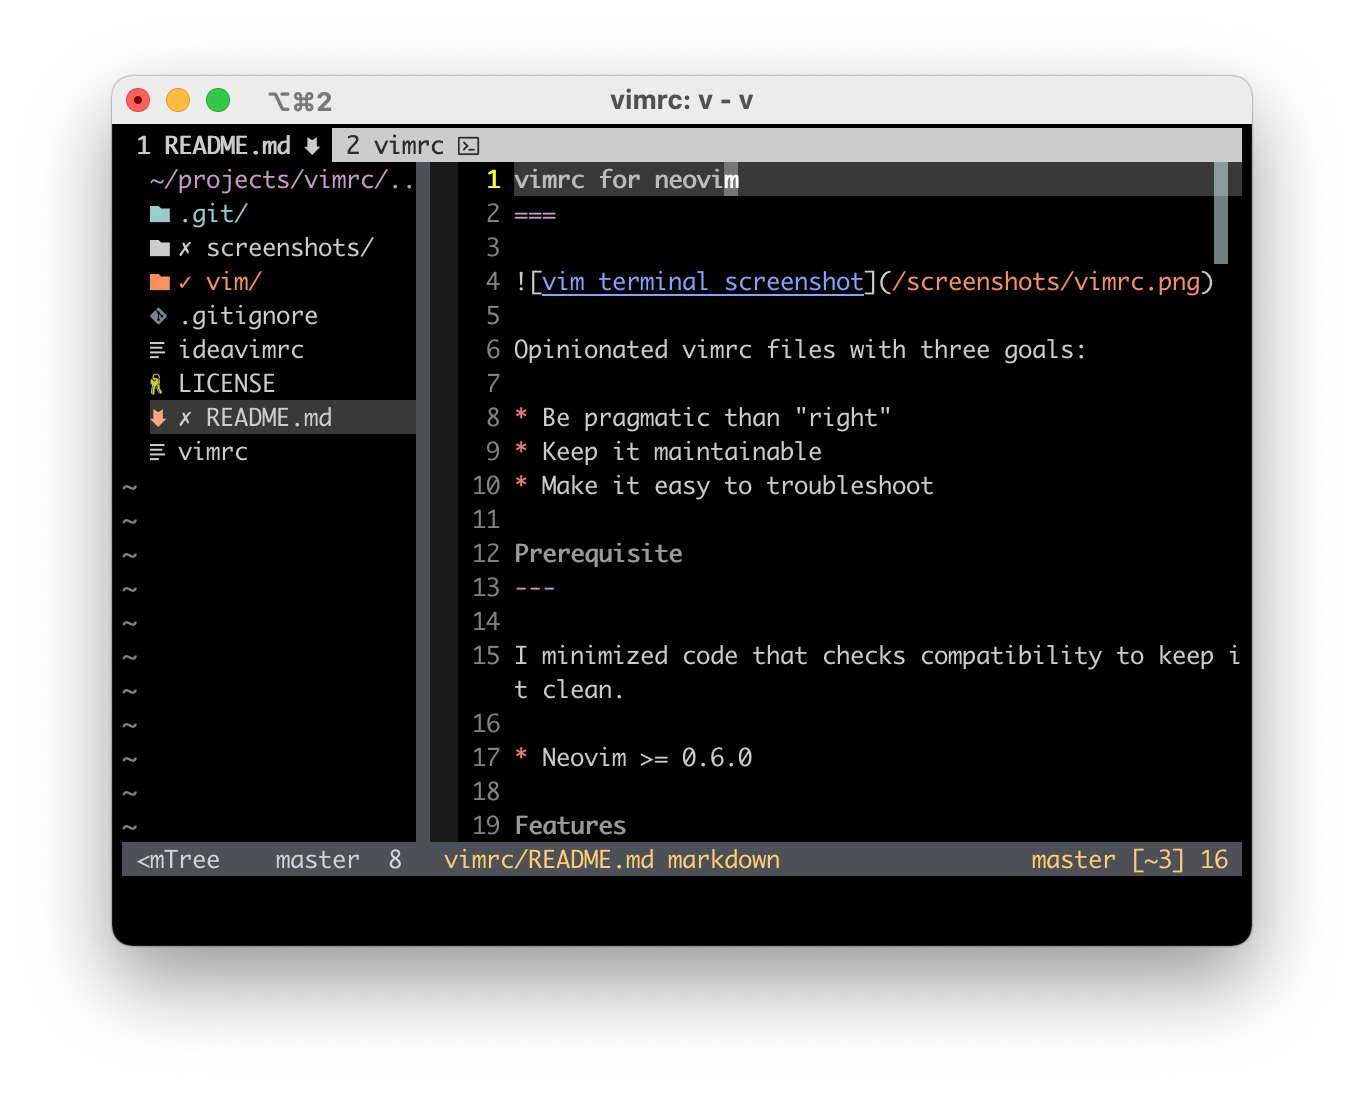 ⌥⌘2 vimrc: v - v
1 README.md 2 vimrc
~/projects/vimrc/..
.git/
✗ screenshots/
✓ vim/
.gitignore
ideavimrc
LICENSE
✗ README.md
vimrc
~
~
~
~
~
~
~
~
~
~
~
1 vimrc for neovim
2 ===
3
4 ![vim terminal screenshot](/screenshots/vimrc.png)
5
6 Opinionated vimrc files with three goals:
7
8 * Be pragmatic than "right"
9 * Keep it maintainable
10 * Make it easy to troubleshoot
11
12 Prerequisite
13 ---
14
15 I minimized code that checks compatibility to keep i
t clean.
16
17 * Neovim >= 0.6.0
18
19 Features
<mTree master 8 vimrc/README.md markdown master [~3] 16